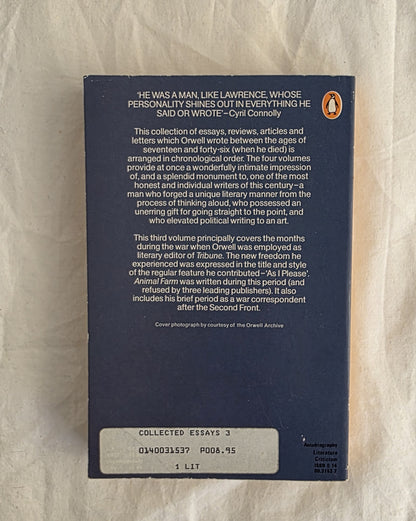 'HE WAS A MAN, LIKE LAWRENCE, WHOSE
PERSONALITY SHINES OUT IN EVERYTHING HE
SAID OR WROTE' – Cyril Connolly
This collection of essays, reviews, articles and
letters which Orwell wrote between the ages of
seventeen and forty-six (when he died) is
arranged in chronological order. The four volumes
provide at once a wonderfully intimate impression
of, and a splendid monument to, one of the most
honest and individual writers of this century – a
man who forged a unique literary manner from the
process of thinking aloud, who possessed an
unerring gift for going straight to the point, and
who elevated political writing to an art.
This third volume principally covers the months
during the war when Orwell was employed as
literary editor of Tribune. The new freedom he
experienced was expressed in the title and style
of the regular feature he contributed – 'As I Please'.
Animal Farm was written during this period (and
refused by three leading publishers). It also
includes his brief period as a war correspondent
after the Second Front.
Cover photograph by courtesy of the Orwell Archive
COLLECTED ESSAYS 3
0140031537 P008.95
1 LIT
Autobiography
Literature
Criticism
ISBN 0 14
00.3153 7